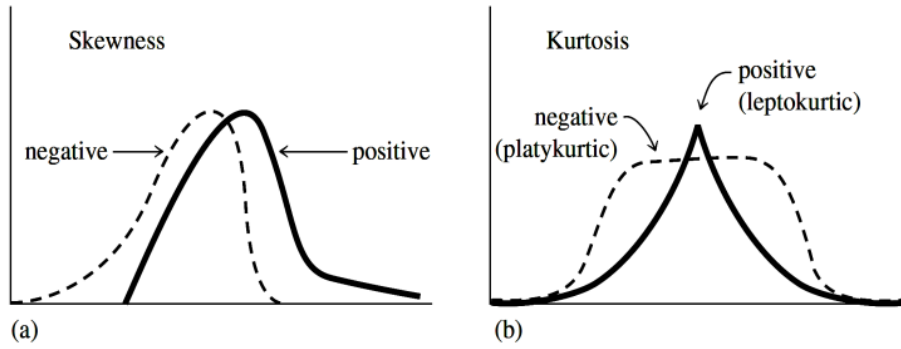 Skewness
negative
positive
(a)
Kurtosis
positive
(leptokurtic)
negative
(platykurtic)
(b)